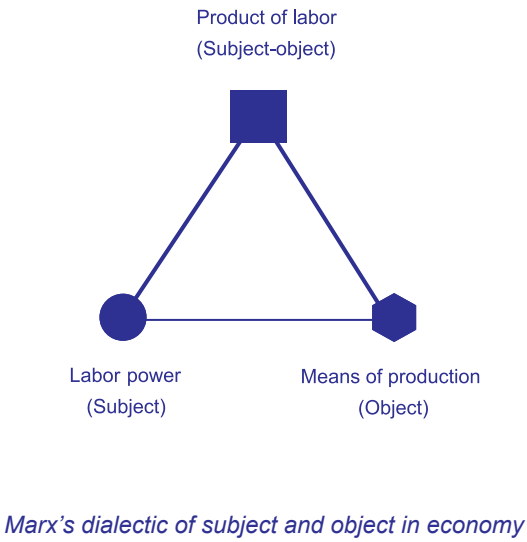 Product of labor
(Subject-object)
Labor power
(Subject)
Means of production
(Object)
Marx’s dialectic of subject and object in economy